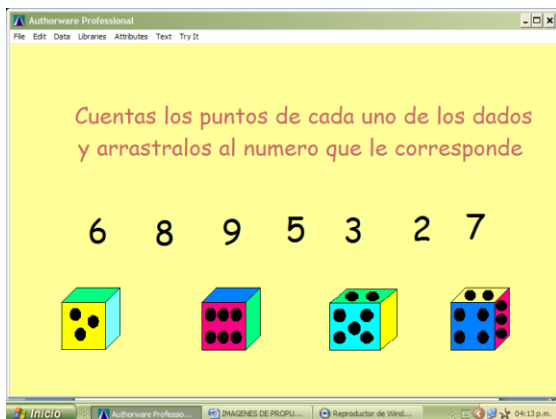 Authorware Professional
File Edit Data Libraries Attributes Text Try It
Cuentas los puntos de cada uno de los dados
y arrastralos al numero que le corresponde
6 8 9 5 3 2 7
Inicio Authorware Professio... IMAGENES DE PROPU... Reproductor de Wind... ES 04:13 p.m.